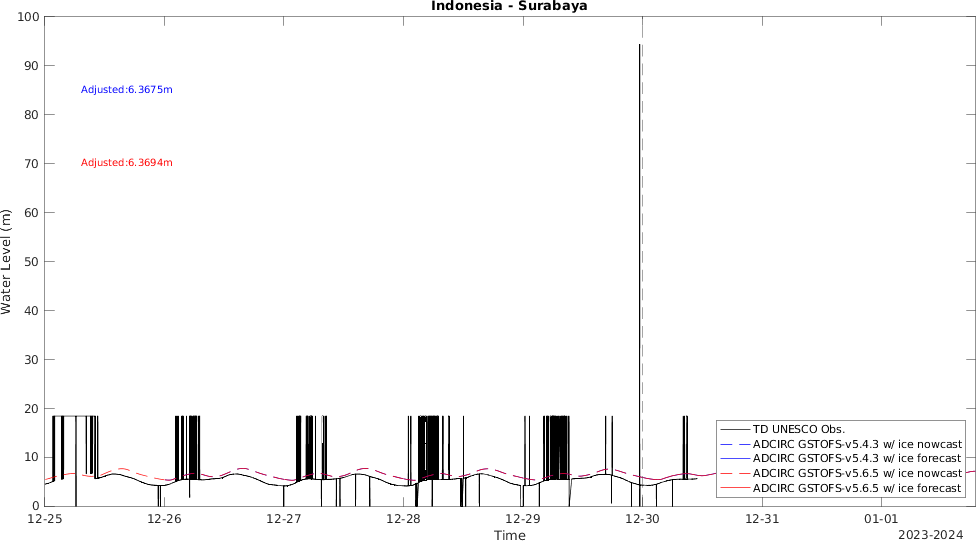 Indonesia - Surabaya
100
90
80
70
60
50
40
30
20
10
0
Water Level (m)
Adjusted:6.3675m
Adjusted:6.3694m
TD UNESCO Obs.
ADCIRC GSTOFS-v5.4.3 w/ ice nowcast
ADCIRC GSTOFS-v5.4.3 w/ ice forecast
ADCIRC GSTOFS-v5.6.5 w/ ice nowcast
ADCIRC GSTOFS-v5.6.5 w/ ice forecast
12-25 12-26 12-27 12-28 12-29 12-30 12-31 01-01
Time
2023-2024